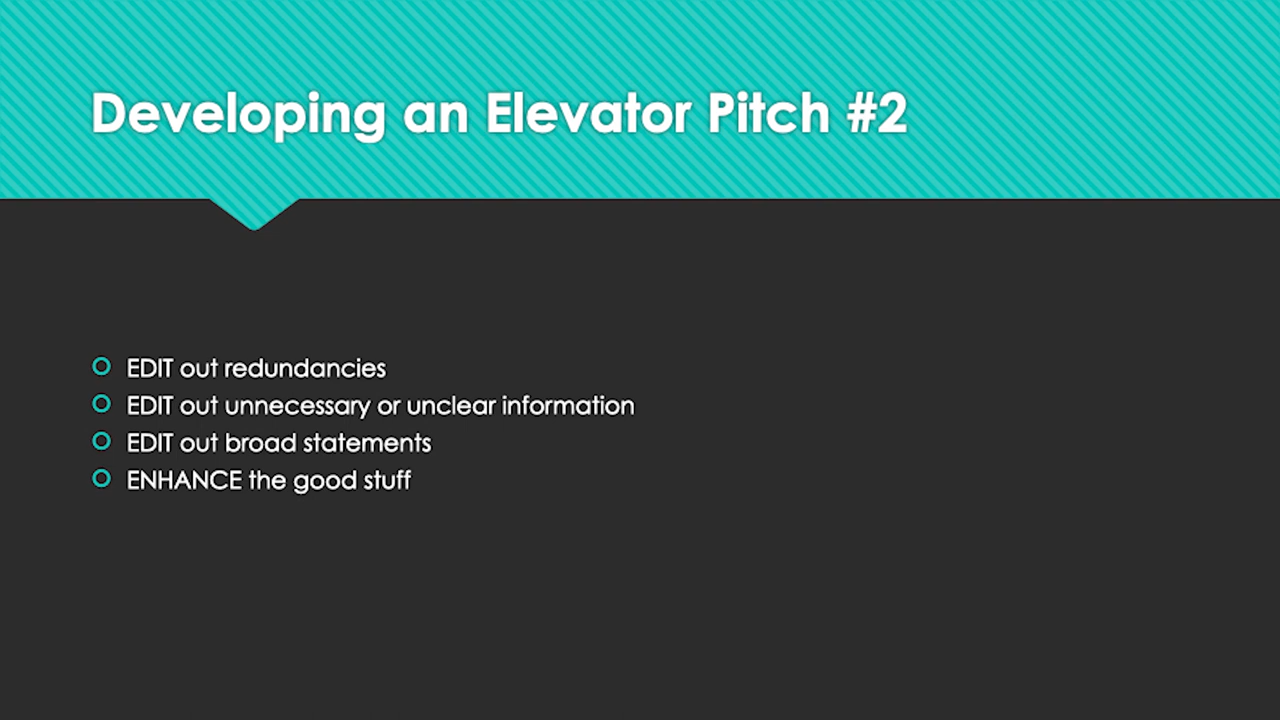 Developing an Elevator Pitch #2
EDIT out redundancies
EDIT out unnecessary or unclear information
EDIT out broad statements
ENHANCE the good stuff